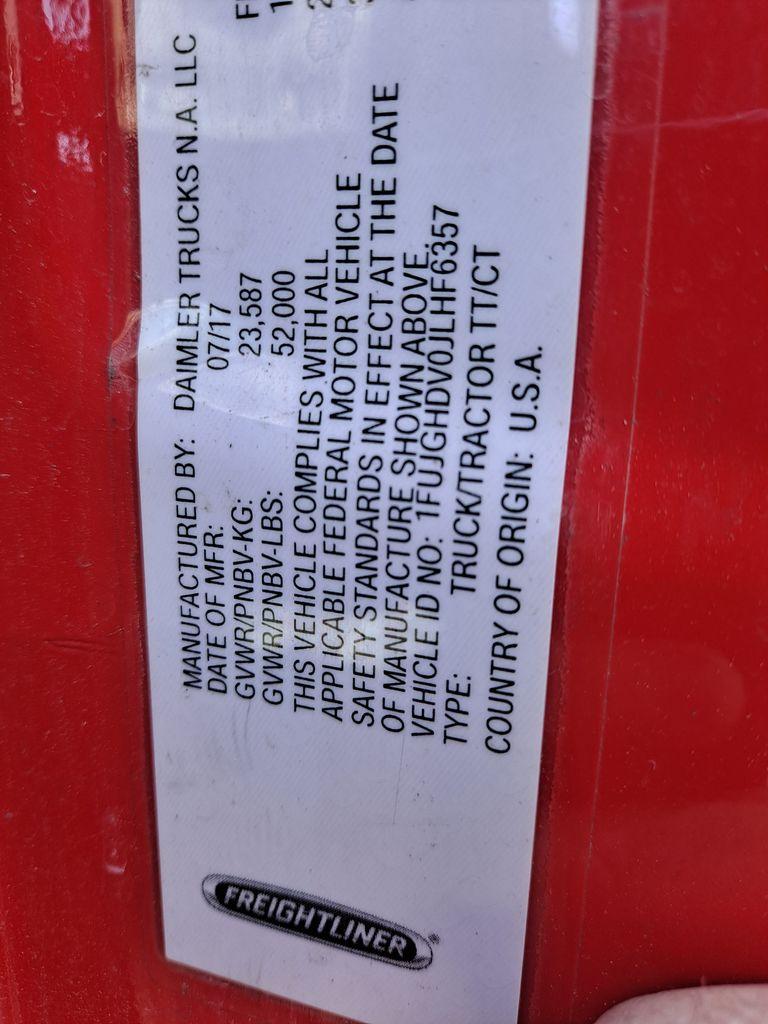 MANUFACTURED BY: DAIMLER TRUCKS N.A. LLC
DATE OF MFR: 07/17
GVWR/PNBV-KG: 23,587
GVWR/PNBV-LBS: 52,000
THIS VEHICLE COMPLIES WITH ALL
APPLICABLE FEDERAL MOTOR VEHICLE
SAFETY STANDARDS IN EFFECT AT THE DATE
OF MANUFACTURE SHOWN ABOVE.
VEHICLE ID NO: 1FUJGHDV0JLHF6357
TYPE: TRUCK/TRACTOR TT/CT
COUNTRY OF ORIGIN: U.S.A.
FREIGHTLINER